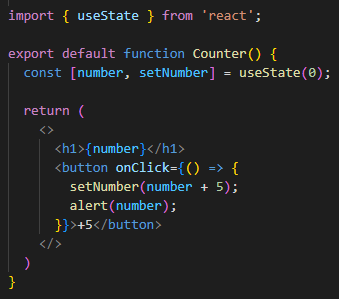 import { useState } from 'react';

export default function Counter() {
  const [number, setNumber] = useState(0);

  return (
    <>
      <h1>{number}</h1>
      <button onClick={() => {
        setNumber(number + 5);
        alert(number);
      }}>+5</button>
    </>
  )
}